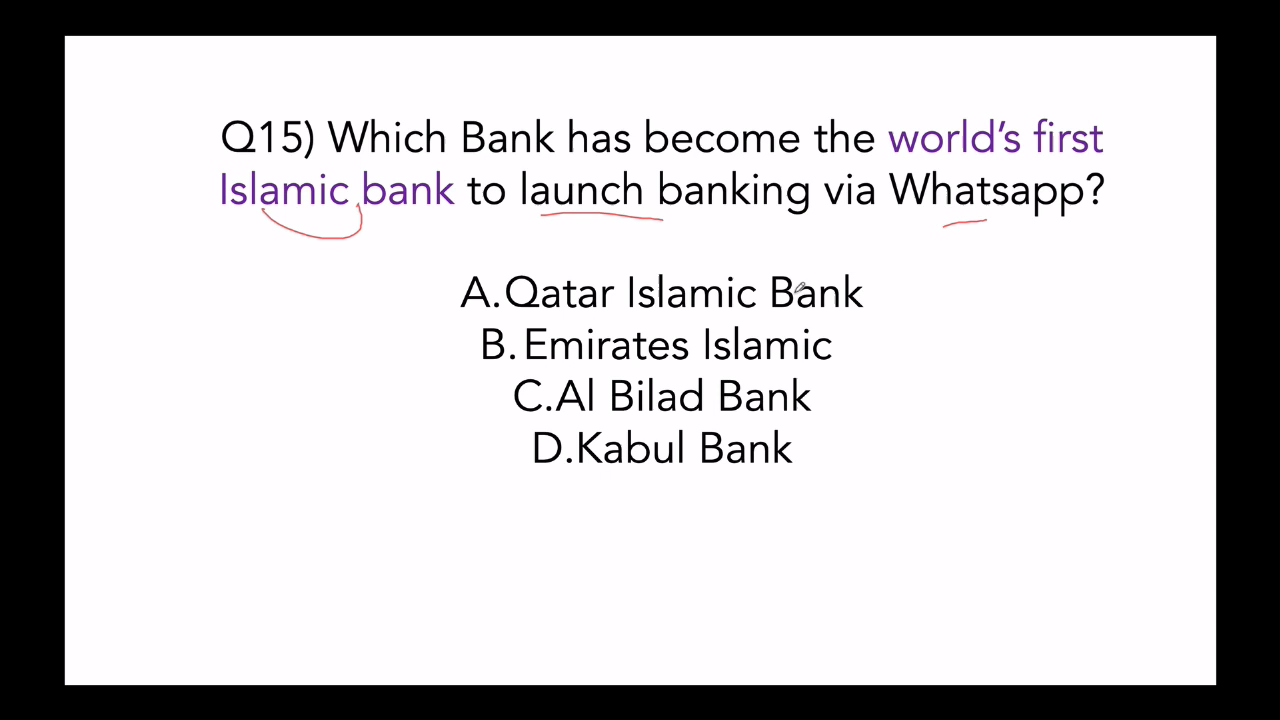 Q15) Which Bank has become the world's first
Islamic bank to launch banking via Whatsapp?
A.Qatar Islamic Bank
B.Emirates Islamic
C.Al Bilad Bank
D.Kabul Bank